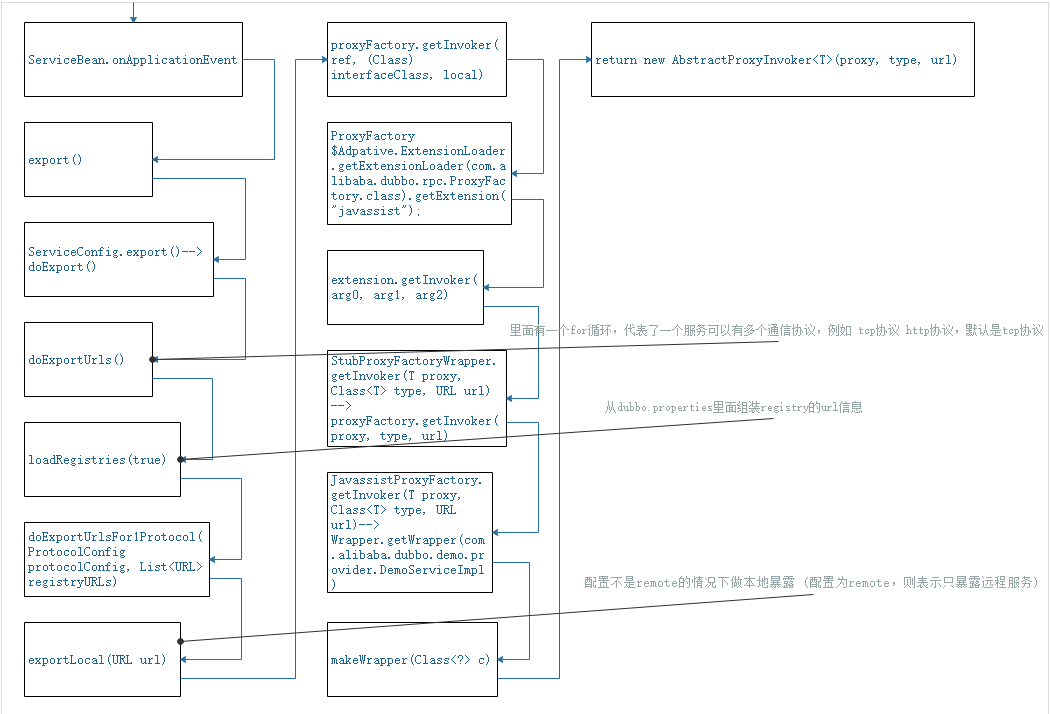 ServiceBean.onApplicationEvent
export()
ServiceConfig.export()-->
doExport()
doExportUrls()
loadRegistries(true)
doExportUrlsFor1Protocol(
ProtocolConfig
protocolConfig, List<URL>
registryURLs)
exportLocal(URL url)
proxyFactory.getInvoker(
ref, (Class)
interfaceClass, local)
ProxyFactory
$Adpative.ExtensionLoader
.getExtensionLoader(com.a
libaba.dubbo.rpc.ProxyFac
tory.class).getExtension(
"javassist");
extension.getInvoker(
arg0, arg1, arg2)
StubProxyFactoryWrapper.
getInvoker(T proxy,
Class<T> type, URL url)
-->
proxyFactory.getInvoker(
proxy, type, url)
JavassistProxyFactory.
getInvoker(T proxy,
Class<T> type, URL
url)-->
Wrapper.getWrapper(com
.alibaba.dubbo.demo.pr
ovider.DemoServiceImpl
)
makeWrapper(Class<?> c)
return new AbstractProxyInvoker<T>(proxy, type, url)
里面有一个for循环，代表了一个服务可以有多个通信协议，例如 tcp协议 http协议，默认是tcp协议
从dubbo.properties里面组装registry的url信息
配置不是remote的情况下做本地暴露 (配置为remote，则表示只暴露远程服务)